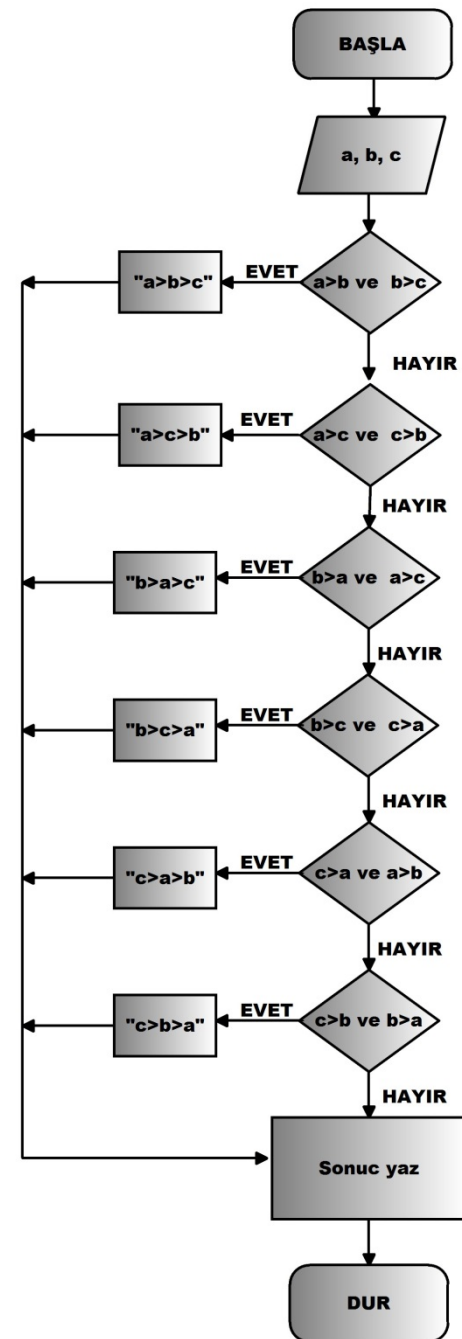 BAŞLA
a, b, c
"a>b>c" EVET a>b ve b>c
HAYIR
"a>c>b" EVET a>c ve c>b
HAYIR
"b>a>c" EVET b>a ve a>c
HAYIR
"b>c>a" EVET b>c ve c>a
HAYIR
"c>a>b" EVET c>a ve a>b
HAYIR
"c>b>a" EVET c>b ve b>a
HAYIR
Sonuc yaz
DUR